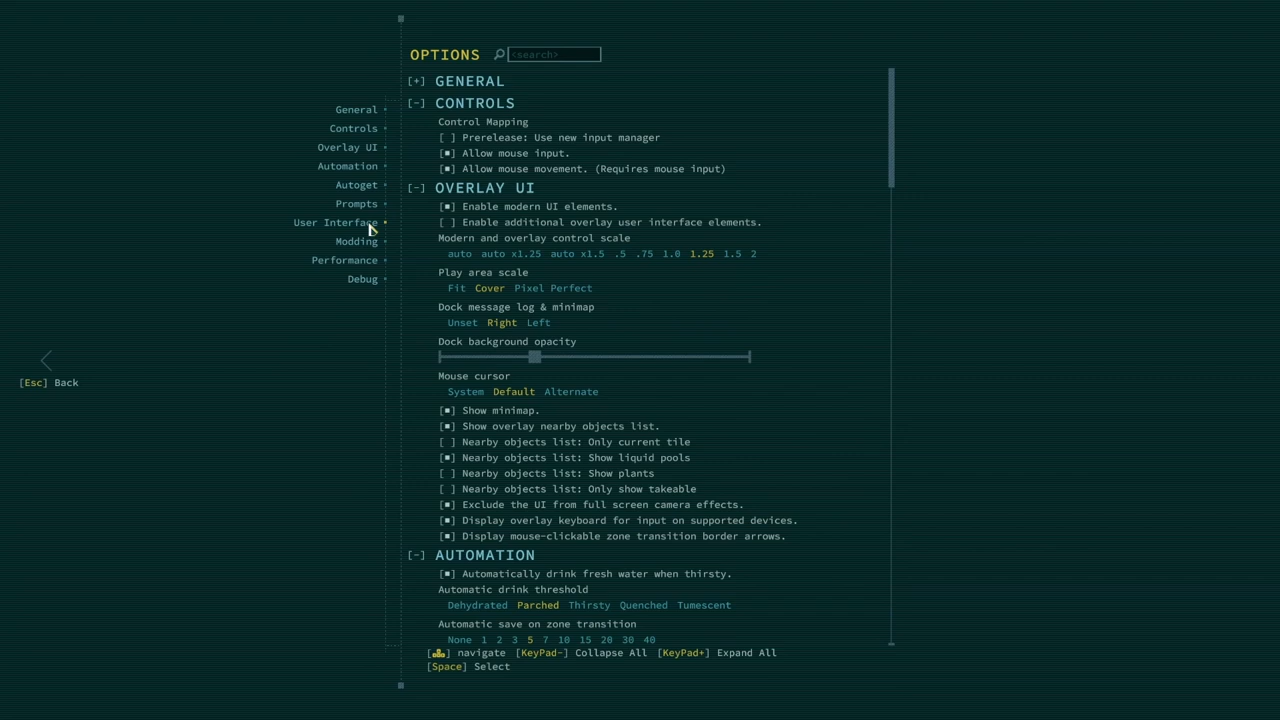 OPTIONS <search>
[+] GENERAL
[-] CONTROLS
Control Mapping
[ ] Prerelease: Use new input manager
[■] Allow mouse input.
[■] Allow mouse movement. (Requires mouse input)
[-] OVERLAY UI
[■] Enable modern UI elements.
[ ] Enable additional overlay user interface elements.
Modern and overlay control scale
auto auto x1.25 auto x1.5 .5 .75 1.0 1.25 1.5 2
Play area scale
Fit Cover Pixel Perfect
Dock message log & minimap
Unset Right Left
Dock background opacity
Mouse cursor
System Default Alternate
[■] Show minimap.
[■] Show overlay nearby objects list.
[ ] Nearby objects list: Only current tile
[■] Nearby objects list: Show liquid pools
[ ] Nearby objects list: Show plants
[ ] Nearby objects list: Only show takeable
[■] Exclude the UI from full screen camera effects.
[■] Display overlay keyboard for input on supported devices.
[■] Display mouse-clickable zone transition border arrows.
[-] AUTOMATION
[■] Automatically drink fresh water when thirsty.
Automatic drink threshold
Dehydrated Parched Thirsty Quenched Tumescent
Automatic save on zone transition
None 1 2 3 5 7 10 15 20 30 40
General
Controls
Overlay UI
Automation
Autoget
Prompts
User Interface
Modding
Performance
Debug
[Esc] Back
navigate [KeyPad-] Collapse All [KeyPad+] Expand All
[Space] Select